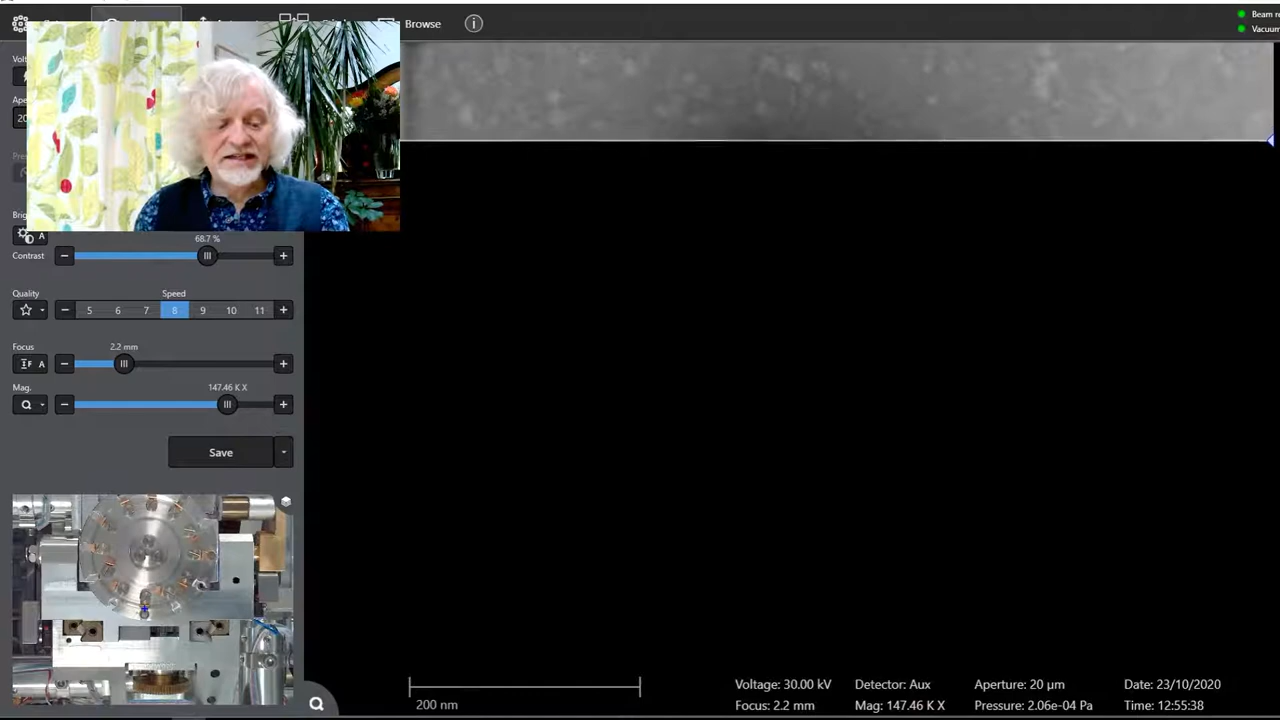 Browse
Beam
Vacuum
68.7 %
Contrast
Quality
Speed
5 6 7 8 9 10 11
Focus
2.2 mm
F A
Mag.
147.46 K X
Save
200 nm
Voltage: 30.00 kV
Detector: Aux
Aperture: 20 µm
Date: 23/10/2020
Focus: 2.2 mm
Mag: 147.46 K X
Pressure: 2.06e-04 Pa
Time: 12:55:38